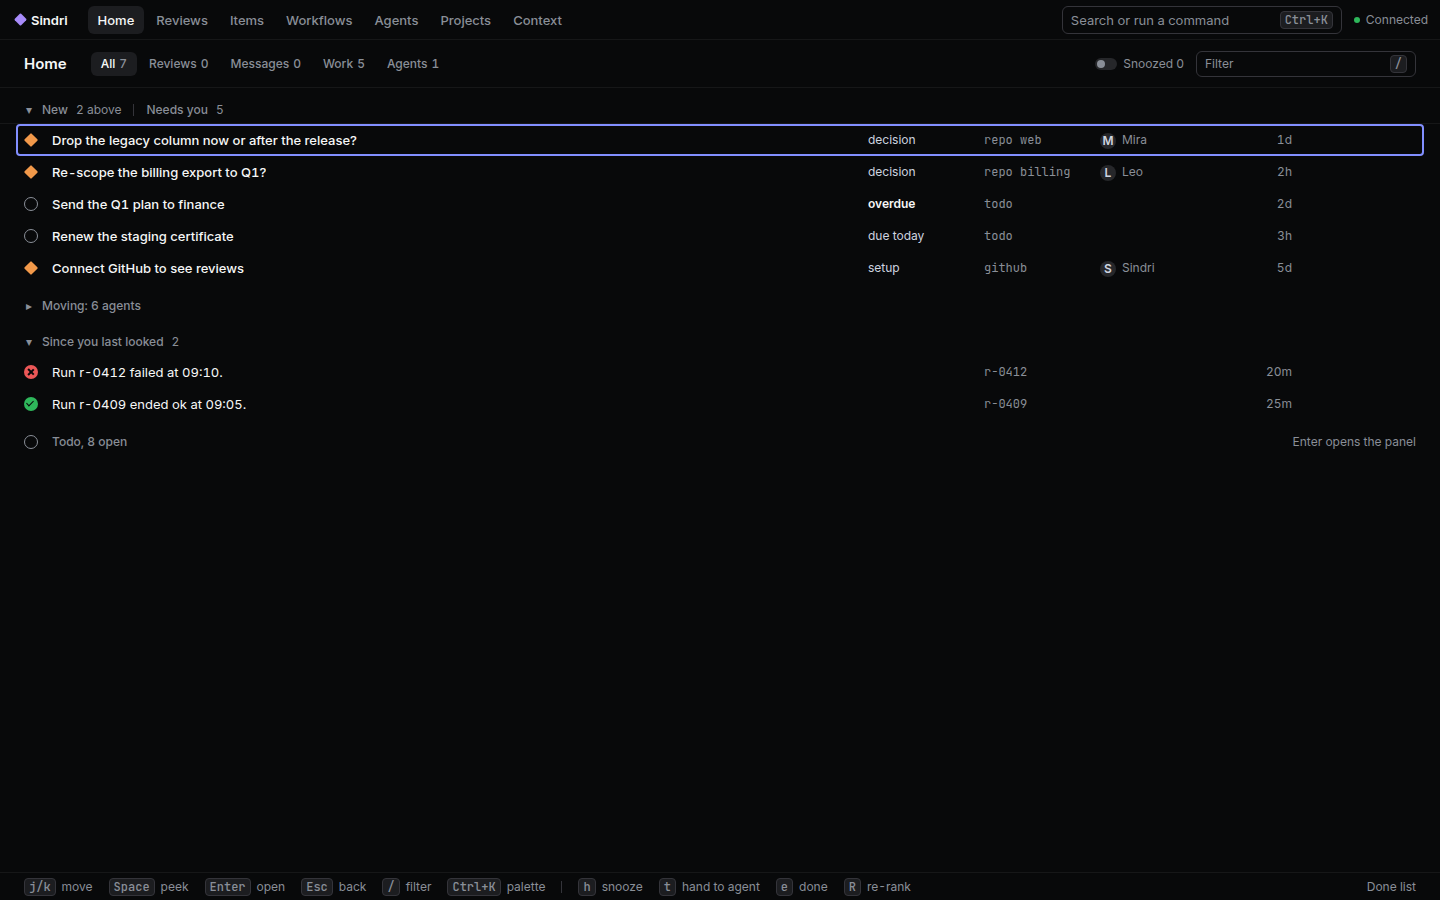 Sindri Home Reviews Items Workflows Agents Projects Context Search or run a command Ctrl+K Connected
Home All 7 Reviews 0 Messages 0 Work 5 Agents 1 Snoozed 0 Filter /
New 2 above Needs you 5
Drop the legacy column now or after the release? decision repo web M Mira 1d
Re-scope the billing export to Q1? decision repo billing L Leo 2h
Send the Q1 plan to finance overdue todo 2d
Renew the staging certificate due today todo 3h
Connect GitHub to see reviews setup github S Sindri 5d
Moving: 6 agents
Since you last looked 2
Run r-0412 failed at 09:10. r-0412 20m
Run r-0409 ended ok at 09:05. r-0409 25m
Todo, 8 open Enter opens the panel
j/k move Space peek Enter open Esc back / filter Ctrl+K palette h snooze t hand to agent e done R re-rank Done list